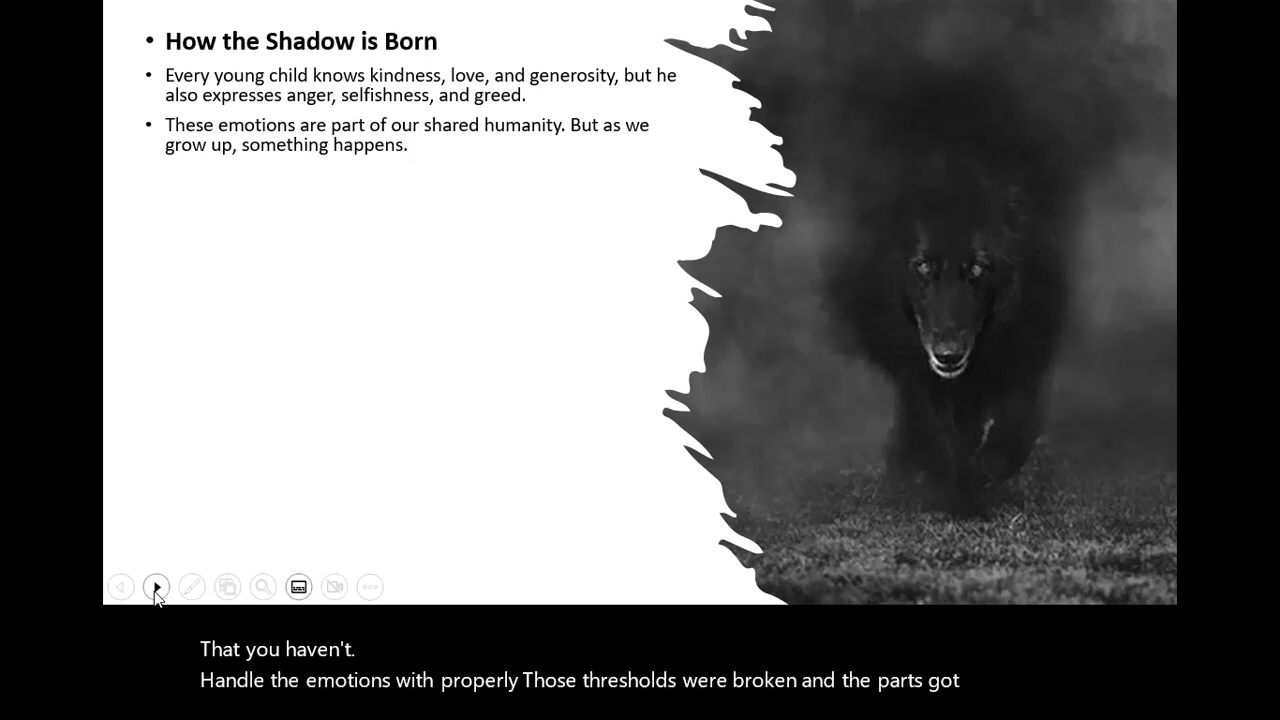 How the Shadow is Born
Every young child knows kindness, love, and generosity, but he
also expresses anger, selfishness, and greed.
These emotions are part of our shared humanity. But as we
grow up, something happens.
That you haven't.
Handle the emotions with properly Those thresholds were broken and the parts got